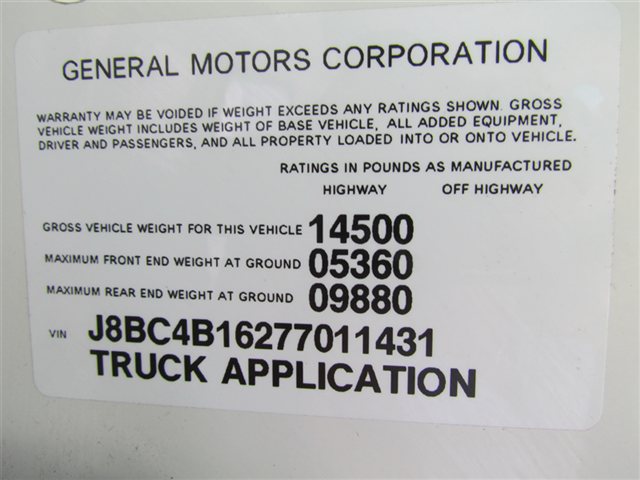 GENERAL MOTORS CORPORATION
WARRANTY MAY BE VOIDED IF WEIGHT EXCEEDS ANY RATINGS SHOWN. GROSS
VEHICLE WEIGHT INCLUDES WEIGHT OF BASE VEHICLE, ALL ADDED EQUIPMENT,
DRIVER AND PASSENGERS, AND ALL PROPERTY LOADED INTO OR ONTO VEHICLE.
RATINGS IN POUNDS AS MANUFACTURED
HIGHWAY OFF HIGHWAY
GROSS VEHICLE WEIGHT FOR THIS VEHICLE 14500
MAXIMUM FRONT END WEIGHT AT GROUND 05360
MAXIMUM REAR END WEIGHT AT GROUND 09880
VIN J8BC4B16277011431
TRUCK APPLICATION